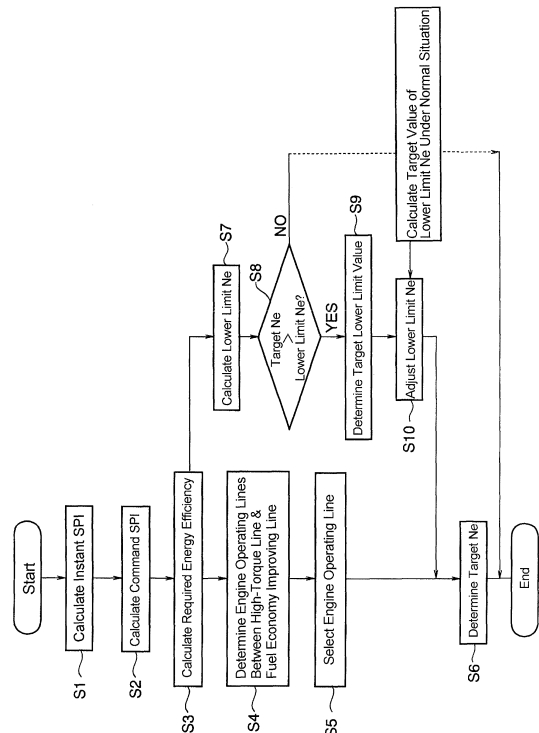 Start
S1
Calculate Instant SPI
S2
Calculate Command SPI
S3
Calculate Required Energy Efficiency
S4
Determine Engine Operating Lines
Between High-Torque Line &
Fuel Economy Improving Line
S5
Select Engine Operating Line
S6
Determine Target Ne
End
S7
Calculate Lower Limit Ne
S8
Target Ne
>
Lower Limit Ne?
NO
YES
S9
Determine Target Lower Limit Value
S10
Adjust Lower Limit Ne
Calculate Target Value of
Lower Limit Ne Under Normal Situation